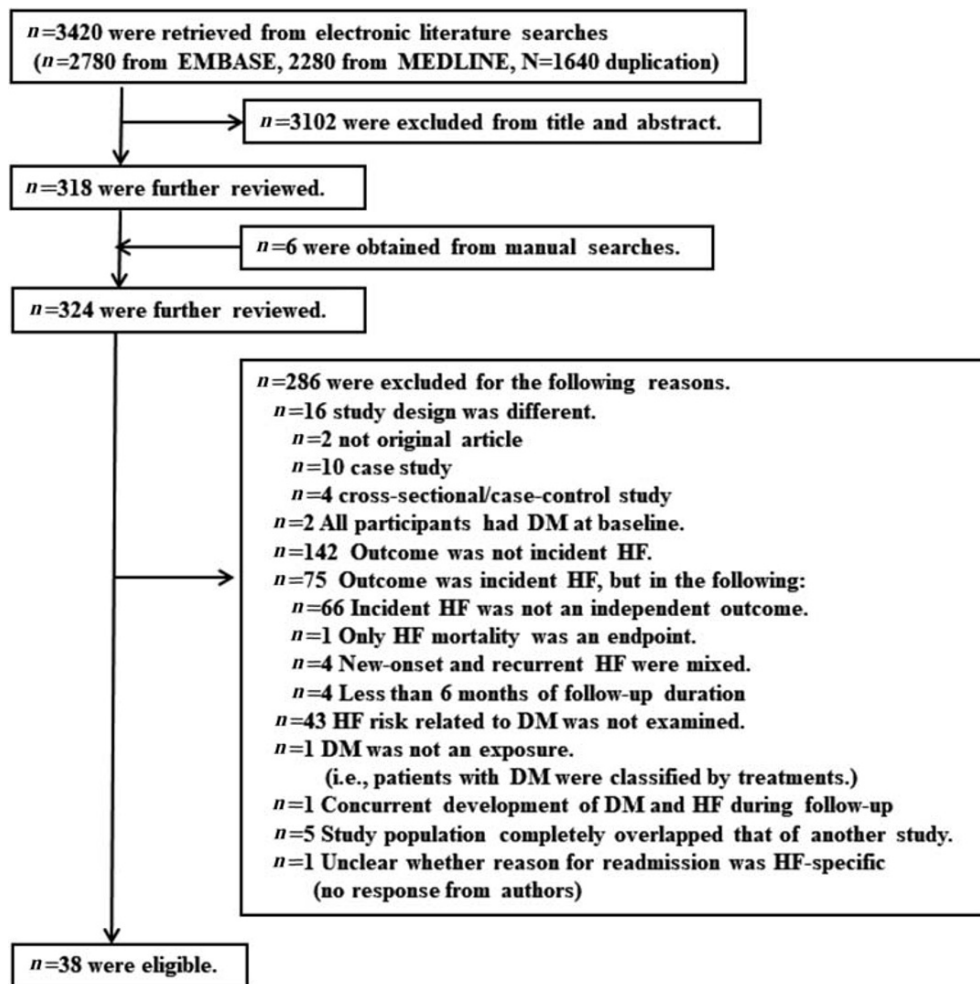 n=3420 were retrieved from electronic literature searches
(n=2780 from EMBASE, 2280 from MEDLINE, N=1640 duplication)
n=3102 were excluded from title and abstract.
n=318 were further reviewed.
n=6 were obtained from manual searches.
n=324 were further reviewed.
n=286 were excluded for the following reasons.
n=16 study design was different.
n=2 not original article
n=10 case study
n=4 cross-sectional/case-control study
n=2 All participants had DM at baseline.
n=142 Outcome was not incident HF.
n=75 Outcome was incident HF, but in the following:
n=66 Incident HF was not an independent outcome.
n=1 Only HF mortality was an endpoint.
n=4 New-onset and recurrent HF were mixed.
n=4 Less than 6 months of follow-up duration
n=43 HF risk related to DM was not examined.
n=1 DM was not an exposure.
(i.e., patients with DM were classified by treatments.)
n=1 Concurrent development of DM and HF during follow-up
n=5 Study population completely overlapped that of another study.
n=1 Unclear whether reason for readmission was HF-specific
(no response from authors)
n=38 were eligible.